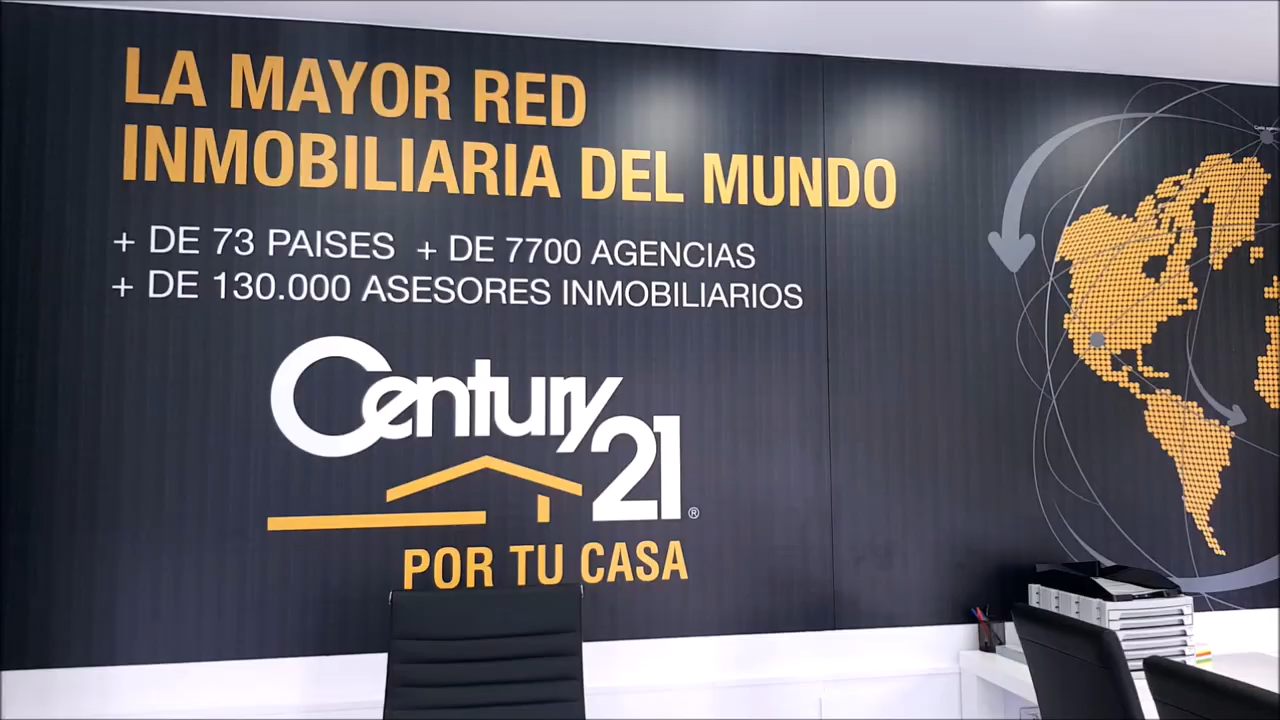 LA MAYOR RED
INMOBILIARIA DEL MUNDO
+ DE 73 PAISES + DE 7700 AGENCIAS
+ DE 130.000 ASESORES INMOBILIARIOS
Century
21®
POR TU CASA